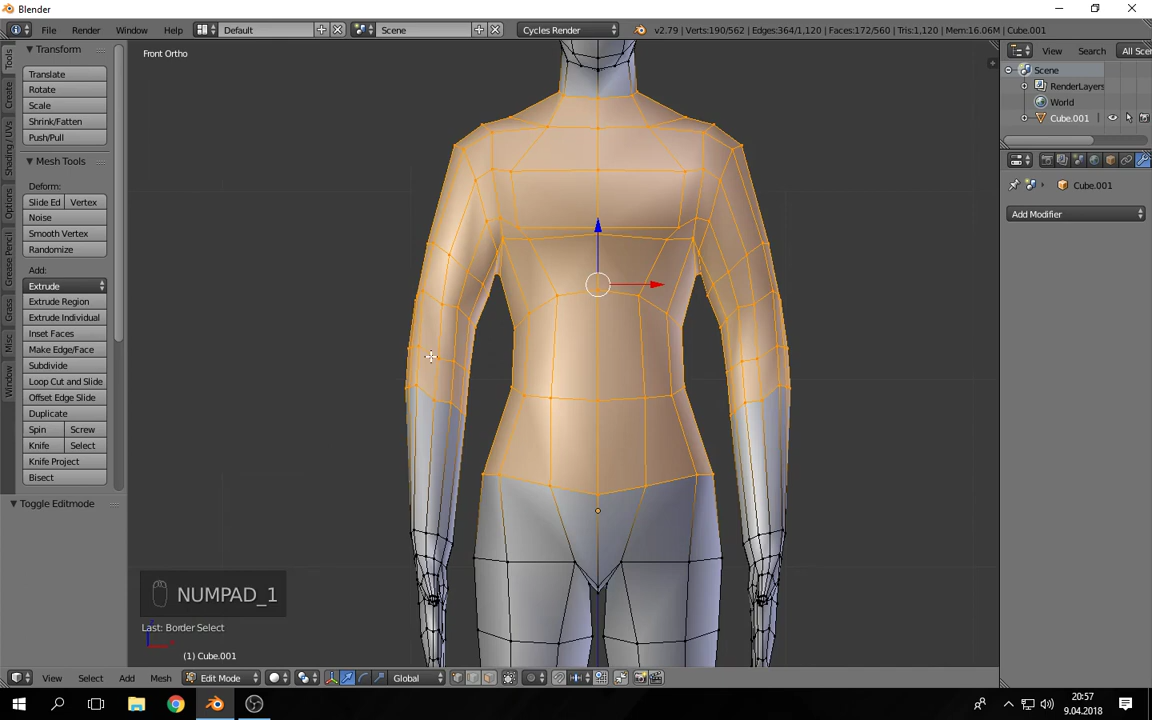 Blender
File Render Window Help Default Scene Cycles Render v2.79 | Verts:190/562 | Edges:364/1,120 | Faces:172/560 | Tris:1,120 | Mem:16.06M | Cube.001
Tools
Create
Shading / UVs
Options
Grease Pencil
Grass
Misc
Window
Transform
Translate
Rotate
Scale
Shrink/Fatten
Push/Pull
Mesh Tools
Deform:
Slide Ed Vertex
Noise
Smooth Vertex
Randomize
Add:
Extrude
Extrude Region
Extrude Individual
Inset Faces
Make Edge/Face
Subdivide
Loop Cut and Slide
Offset Edge Slide
Duplicate
Spin Screw
Knife Select
Knife Project
Bisect
Toggle Editmode
Front Ortho
NUMPAD_1
Last: Border Select
(1) Cube.001
View Search All Sce
Scene
RenderLayers
World
Cube.001
Cube.001
Add Modifier
View Select Add Mesh Edit Mode Global
20:57
9.04.2018